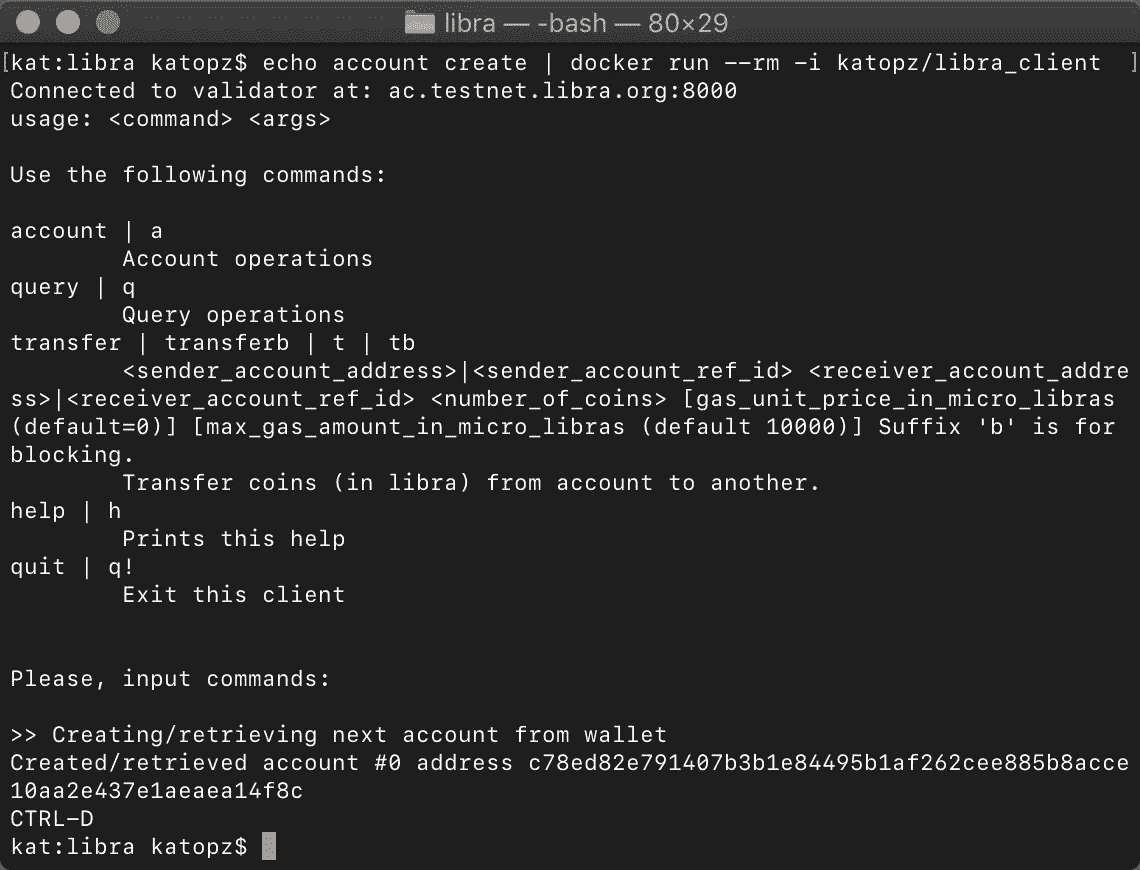 libra — -bash — 80×29
[kat:libra katopz$ echo account create | docker run --rm -i katopz/libra_client ]
Connected to validator at: ac.testnet.libra.org:8000
usage: <command> <args>
Use the following commands:
account | a
Account operations
query | q
Query operations
transfer | transferb | t | tb
<sender_account_address>|<sender_account_ref_id> <receiver_account_addre
ss>|<receiver_account_ref_id> <number_of_coins> [gas_unit_price_in_micro_libras
(default=0)] [max_gas_amount_in_micro_libras (default 10000)] Suffix 'b' is for
blocking.
Transfer coins (in libra) from account to another.
help | h
Prints this help
quit | q!
Exit this client
Please, input commands:
>> Creating/retrieving next account from wallet
Created/retrieved account #0 address c78ed82e791407b3b1e84495b1af262cee885b8acce
10aa2e437e1aeaea14f8c
CTRL-D
kat:libra katopz$